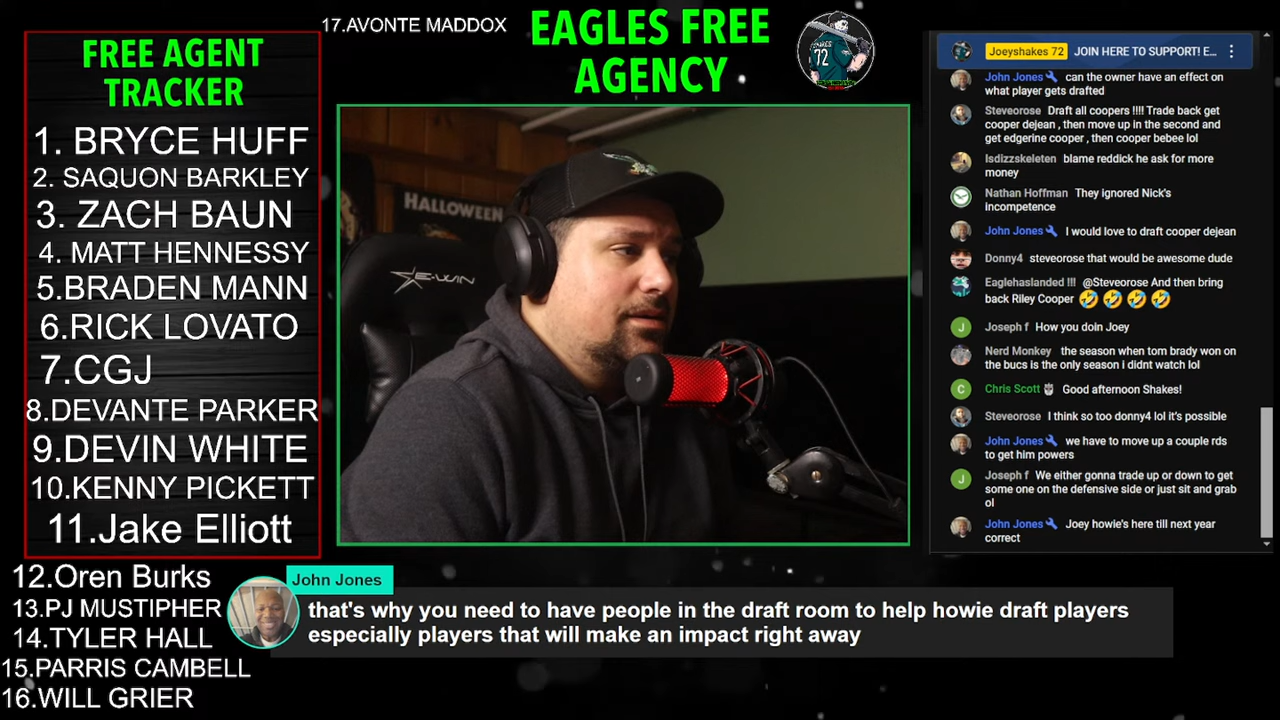 17.AVONTE MADDOX
EAGLES FREE
AGENCY
FREE AGENT
TRACKER
1. BRYCE HUFF
2. SAQUON BARKLEY
3. ZACH BAUN
4. MATT HENNESSY
5.BRADEN MANN
6.RICK LOVATO
7.CGJ
8.DEVANTE PARKER
9.DEVIN WHITE
10.KENNY PICKETT
11.Jake Elliott
12.Oren Burks
13.PJ MUSTIPHER
14.TYLER HALL
15.PARRIS CAMBELL
16.WILL GRIER
72
HALLOWEEN
E-WIN
Joeyshakes 72 JOIN HERE TO SUPPORT! E...
John Jones can the owner have an effect on
what player gets drafted
Steveorose Draft all coopers !!!! Trade back get
cooper dejean , then move up in the second and
get edgerine cooper , then cooper bebee lol
Isdizzskeleten blame reddick he ask for more
money
Nathan Hoffman They ignored Nick's
Incompetence
John Jones I would love to draft cooper dejean
Donny4 steveorose that would be awesome dude
Eaglehaslanded !!! @Steveorose And then bring
back Riley Cooper 🤣 🤣 🤣 🤣
J Joseph f How you doin Joey
Nerd Monkey the season when tom brady won on
the bucs is the only season i didnt watch lol
C Chris Scott Good afternoon Shakes!
Steveorose I think so too donny4 lol it's possible
John Jones we have to move up a couple rds
to get him powers
J Joseph f We either gonna trade up or down to get
some one on the defensive side or just sit and grab
ol
John Jones Joey howie's here till next year
correct
John Jones
that's why you need to have people in the draft room to help howie draft players
especially players that will make an impact right away